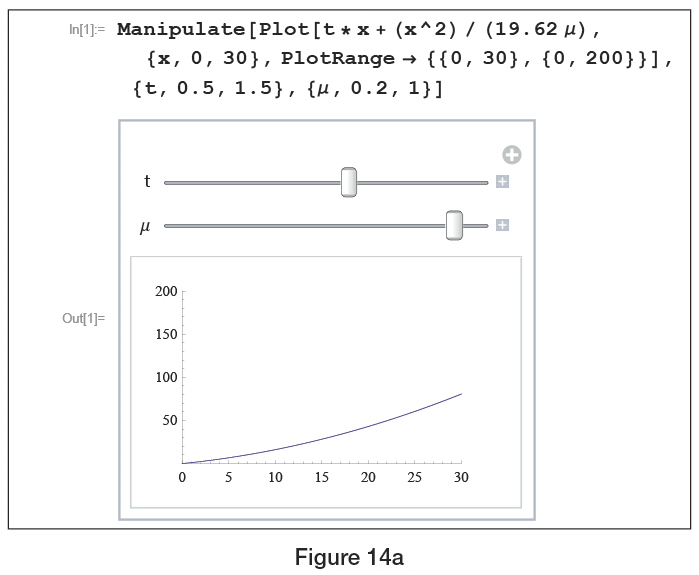 In[1]:= Manipulate[Plot[t * x + (x^2) / (19.62 μ),
{x, 0, 30}, PlotRange → {{0, 30}, {0, 200}}],
{t, 0.5, 1.5}, {μ, 0.2, 1}]
t
μ
Out[1]=
200
150
100
50
0 5 10 15 20 25 30
Figure 14a